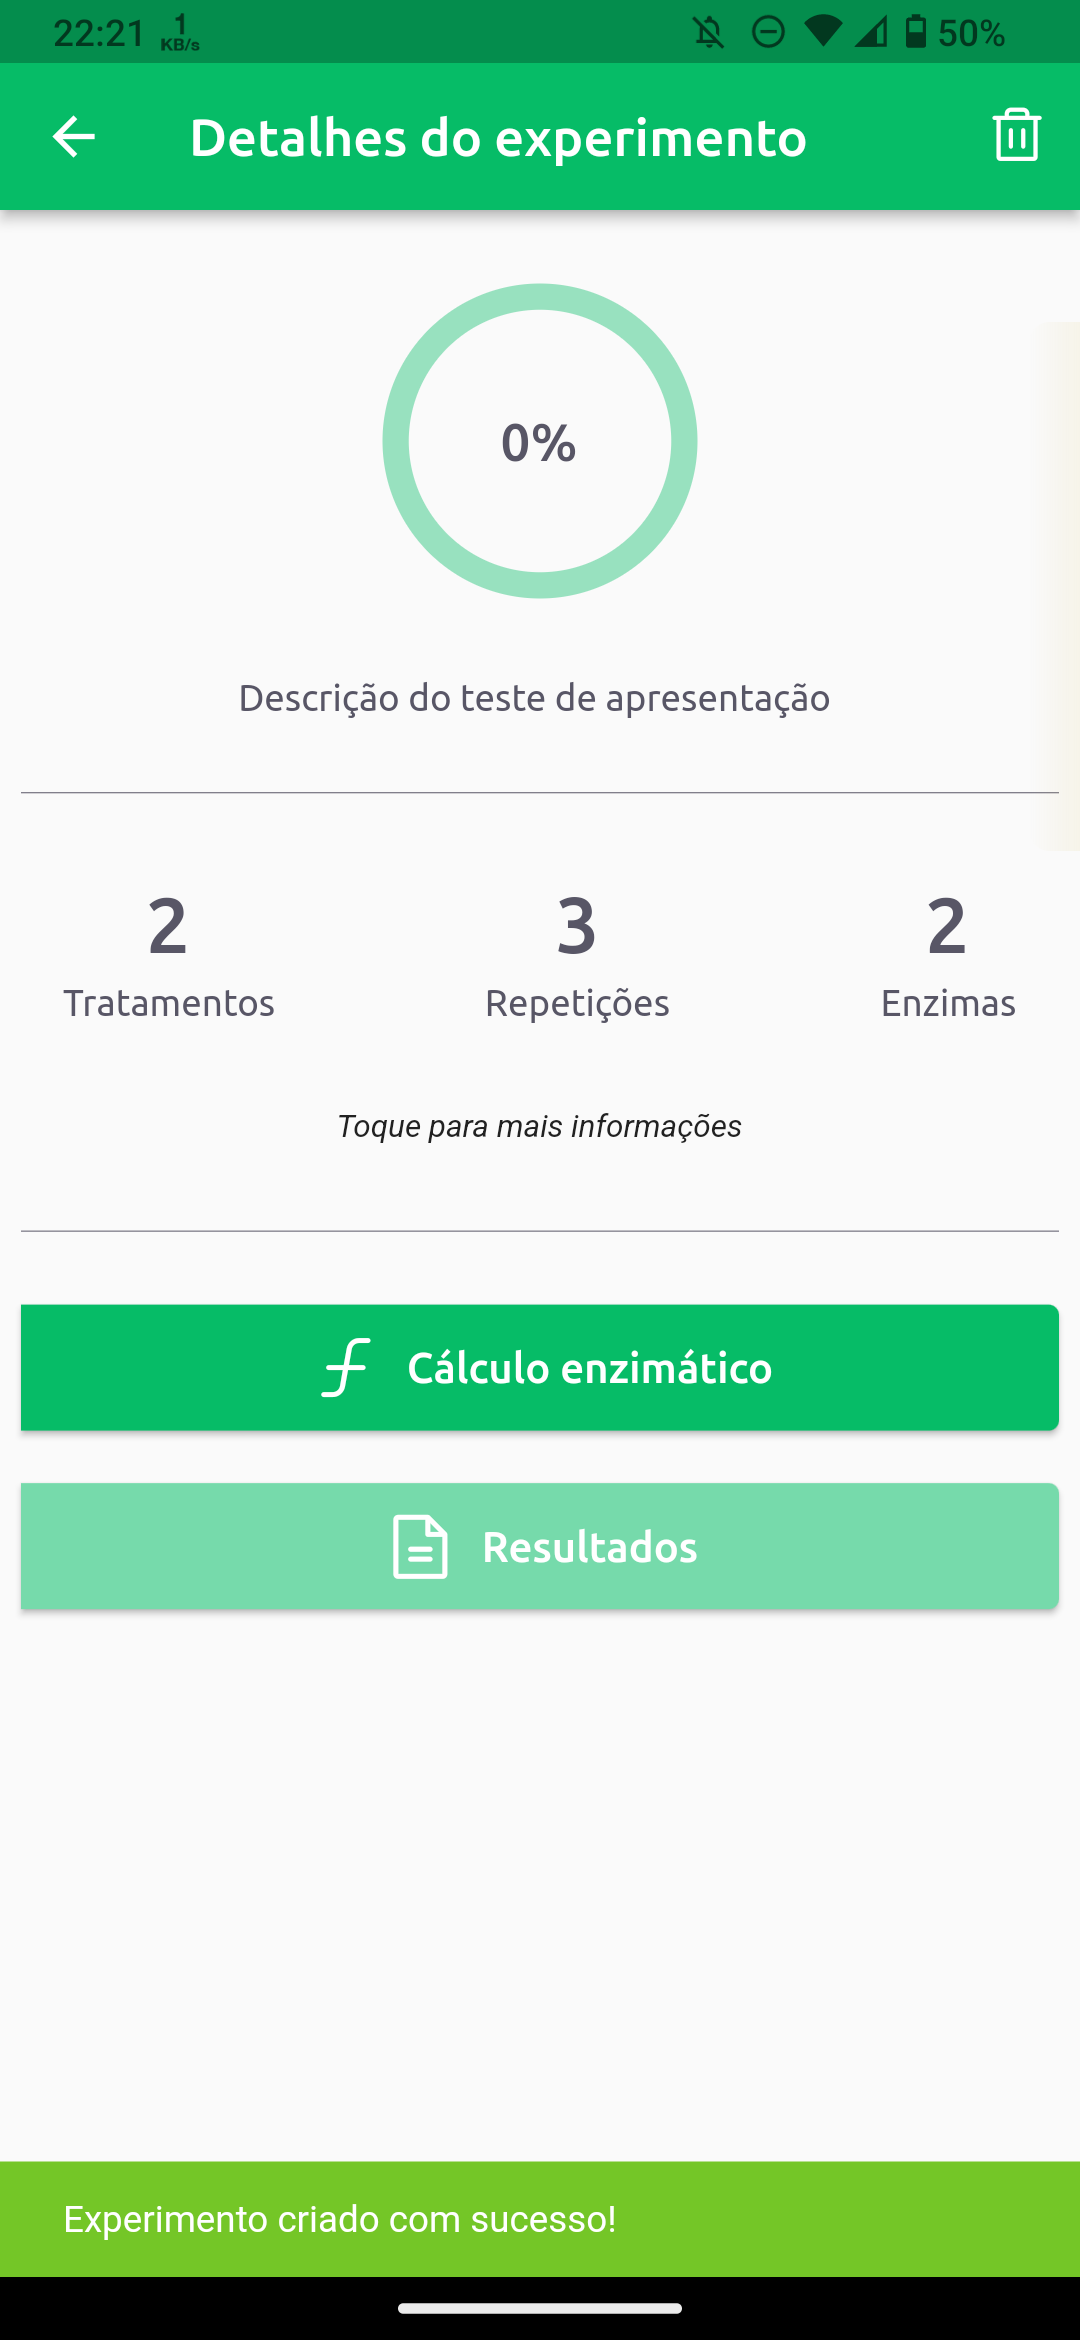 22:21 1 KB/s 50%
Detalhes do experimento
0%
Descrição do teste de apresentação
2 3 2
Tratamentos Repetições Enzimas
Toque para mais informações
Cálculo enzimático
Resultados
Experimento criado com sucesso!